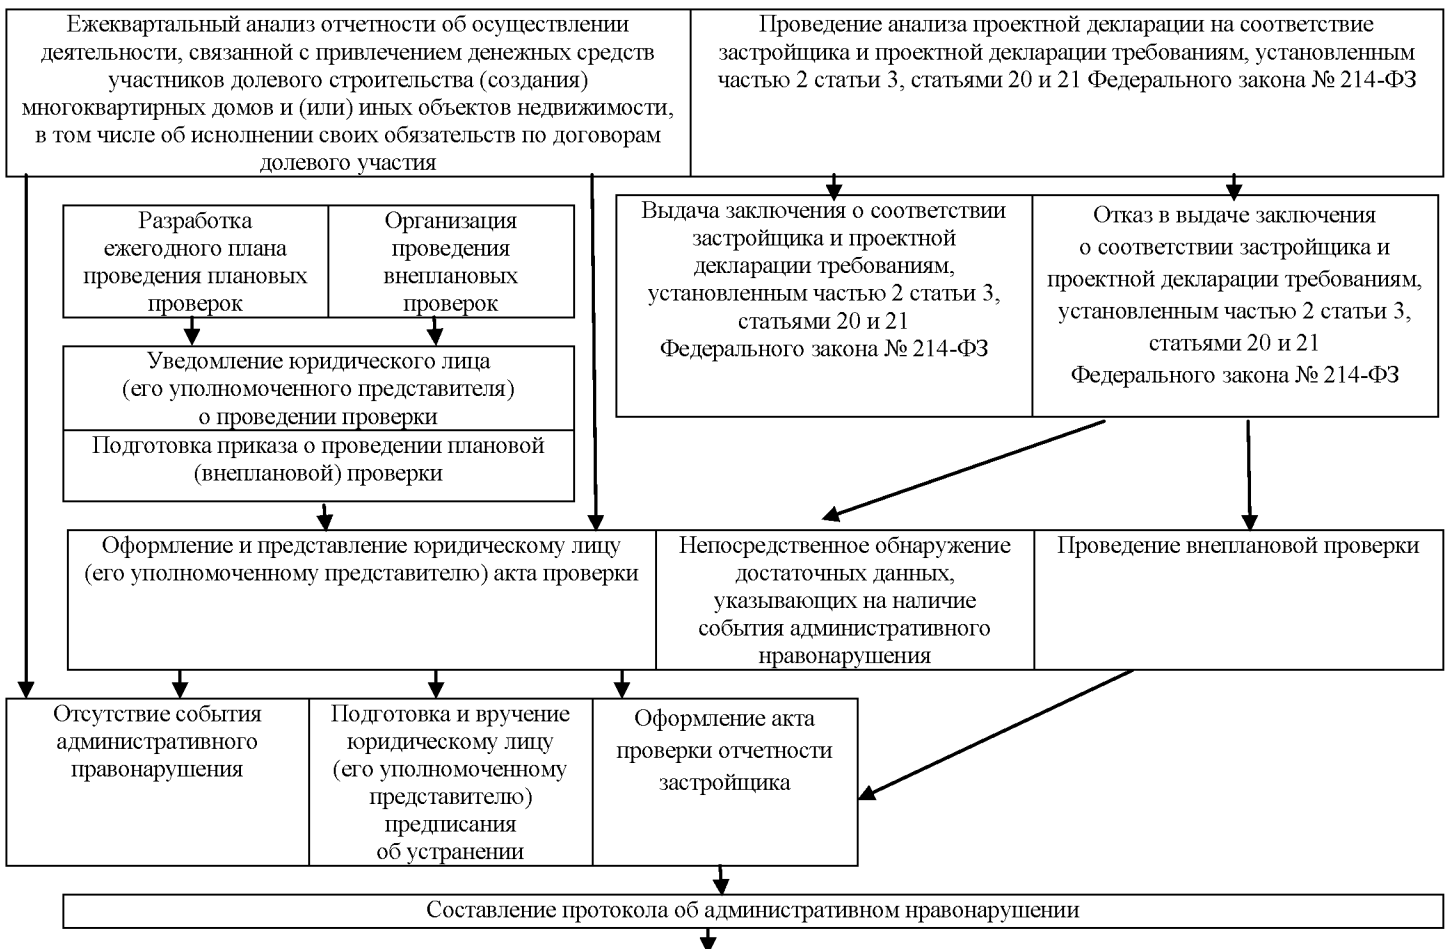 Ежеквартальный анализ отчетности об осуществлении
деятельности, связанной с привлечением денежных средств
участников долевого строительства (создания)
многоквартирных домов и (или) иных объектов недвижимости,
в том числе об иснолнении своих обязательств по договорам
долевого участия
Проведение анализа проектной декларации на соответствие
застройщика и проектной декларации требованиям, установленным
частью 2 статьи 3, статьями 20 и 21 Федерального закона № 214-ФЗ
Разработка
ежегодного плана
проведения плановых
проверок
Организация
проведения
внеплановых
проверок
Выдача заключения о соответствии
застройщика и проектной
декларации требованиям,
установленным частью 2 статьи 3,
статьями 20 и 21
Федерального закона № 214-ФЗ
Отказ в выдаче заключения
о соответствии застройщика и
проектной декларации требованиям,
установленным частью 2 статьи 3,
статьями 20 и 21
Федерального закона № 214-ФЗ
Уведомление юридического лица
(его уполномоченного представителя)
о проведении проверки
Подготовка приказа о проведении плановой
(внеплановой) проверки
Оформление и представление юридическому лицу
(его уполномоченному представителю) акта проверки
Непосредственное обнаружение
достаточных данных,
указывающих на наличие
события административного
нравонарушения
Проведение внеплановой проверки
Отсутствие события
административного
правонарушения
Подготовка и вручение
юридическому лицу
(его уполномоченному
представителю)
предписания
об устранении
Оформление акта
проверки отчетности
застройщика
Составление протокола об административном нравонарушении